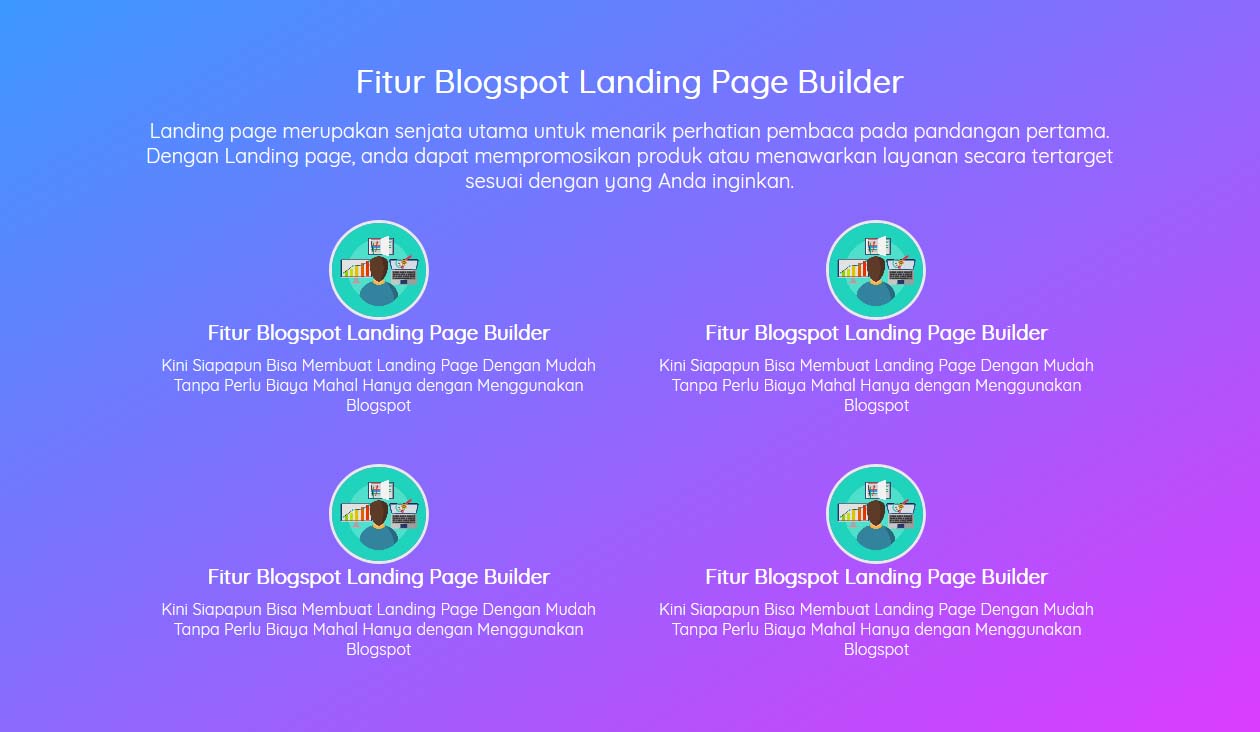 Fitur Blogspot Landing Page Builder
Landing page merupakan senjata utama untuk menarik perhatian pembaca pada pandangan pertama.
Dengan Landing page, anda dapat mempromosikan produk atau menawarkan layanan secara tertarget
sesuai dengan yang Anda inginkan.
Fitur Blogspot Landing Page Builder
Kini Siapapun Bisa Membuat Landing Page Dengan Mudah
Tanpa Perlu Biaya Mahal Hanya dengan Menggunakan
Blogspot
Fitur Blogspot Landing Page Builder
Kini Siapapun Bisa Membuat Landing Page Dengan Mudah
Tanpa Perlu Biaya Mahal Hanya dengan Menggunakan
Blogspot
Fitur Blogspot Landing Page Builder
Kini Siapapun Bisa Membuat Landing Page Dengan Mudah
Tanpa Perlu Biaya Mahal Hanya dengan Menggunakan
Blogspot
Fitur Blogspot Landing Page Builder
Kini Siapapun Bisa Membuat Landing Page Dengan Mudah
Tanpa Perlu Biaya Mahal Hanya dengan Menggunakan
Blogspot